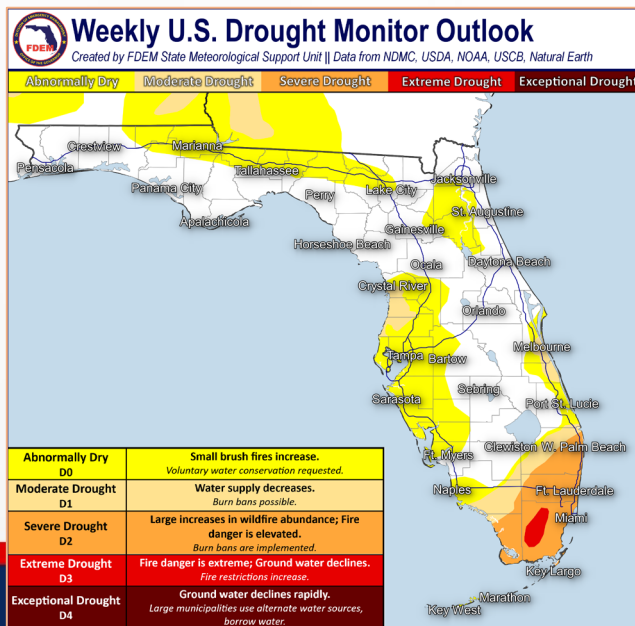 Weekly U.S. Drought Monitor Outlook
Created by FDEM State Meteorological Support Unit || Data from NDMC, USDA, NOAA, USCB, Natural Earth
FDEM
Abnormally Dry Moderate Drought Severe Drought Extreme Drought Exceptional Drought
Crestview
Marianna
Pensacola
Tallahassee
Jacksonville
Panama City
Perry
Lake City
Apalachicola
St. Augustine
Gainesville
Horseshoe Beach
Ocala
Daytona Beach
Crystal River
Orlando
Melbourne
Tampa
Bartow
Sebring
Sarasota
Port St. Lucie
Clewiston
W. Palm Beach
Ft. Myers
Naples
Ft. Lauderdale
Miami
Key Largo
Marathon
Key West
Abnormally Dry
D0
Small brush fires increase.
Voluntary water conservation requested.
Moderate Drought
D1
Water supply decreases.
Burn bans possible.
Severe Drought
D2
Large increases in wildfire abundance; Fire
danger is elevated.
Burn bans are implemented.
Extreme Drought
D3
Fire danger is extreme; Ground water declines.
Fire restrictions increase.
Exceptional Drought
D4
Ground water declines rapidly.
Large municipalities use alternate water sources,
borrow water.